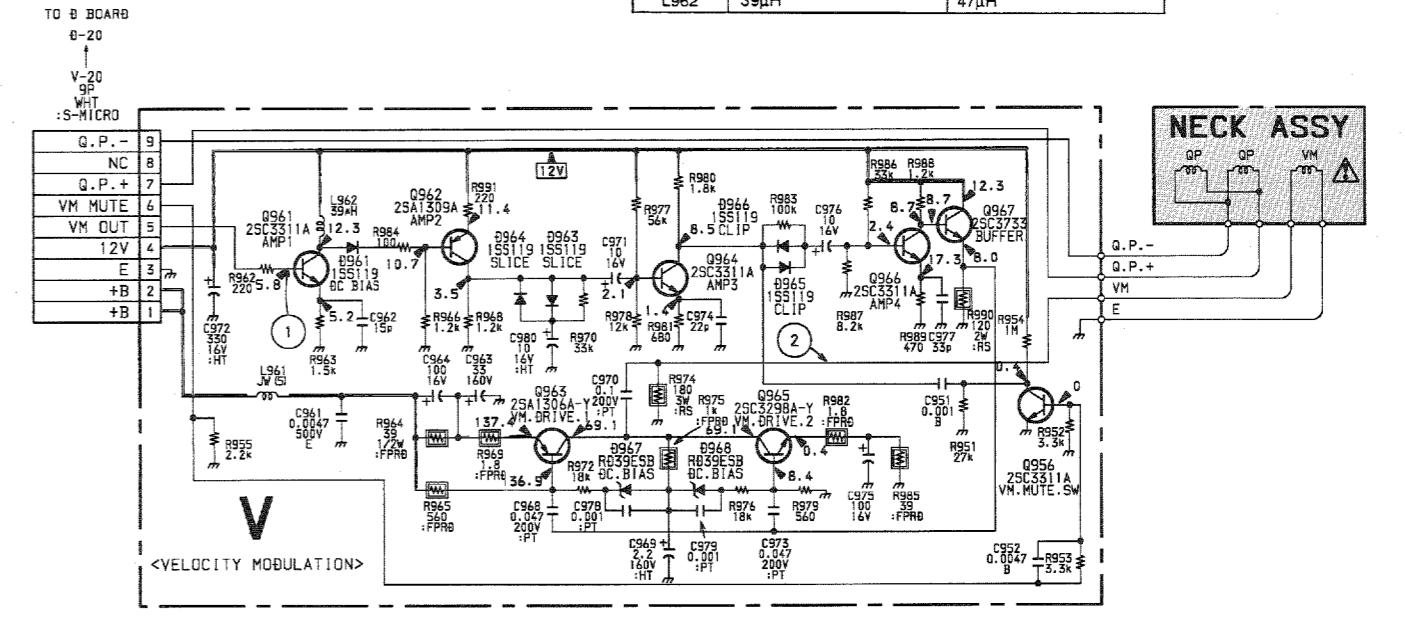 L962 39μH 47μH
TO D BOARD
D-20
V-20
9P
WHT
:S-MICRO
Q.P.- 9
NC 8
Q.P.+ 7
VM MUTE 6
VM OUT 5
12V 4
E 3
+B 2
+B 1
C972
330
16V
:HT
R962
220
5.8
1
Q961
2SC3311A
AMP1
L962
39μH
12.3
D961
1SS119
DC BIAS
5.2
C962
15p
R963
1.5k
R984
100
10.7
Q962
2SA1309A
AMP2
R991
220
11.4
3.5
R966
1.2k
R968
1.2k
12V
D964
1SS119
SLICE
D963
1SS119
SLICE
C980
10
16V
:HT
R970
33k
C971
10
16V
2.1
R977
56k
R978
12k
R980
1.8k
8.5
Q964
2SC3311A
AMP3
1.4
R981
680
C974
22p
D966
1SS119
CLIP
R983
100k
D965
1SS119
CLIP
C976
10
16V
R987
8.2k
2
R986
33k
R988
1.2k
2.4
8.7
8.7
12.3
Q967
2SC3733
BUFFER
8.0
17.3
Q966
2SC3311A
AMP4
R989
470
C977
33p
R990
120
2W
:RS
R954
1M
0.4
0
Q956
2SC3311A
VM.MUTE.SW
R952
3.3k
C951
0.001
B
R951
27k
C952
0.0047
B
R953
3.3k
L961
JW(5)
C961
0.0047
500V
E
R955
2.2k
R964
39
1/2W
:FPRD
C964
100
16V
C963
33
160V
R969
1.8
:FPRD
R965
560
:FPRD
137.4
Q963
2SA1306A-Y
VM.DRIVE.1
69.1
36.9
C968
0.047
200V
:PT
R972
18k
C978
0.001
:PT
D967
RD39ESB
DC.BIAS
C970
0.1
200V
:PT
R974
180
3W
:RS
R975
1k
:FPRD
69.1
D968
RD39ESB
DC.BIAS
C969
2.2
160V
:HT
C979
0.001
:PT
R976
18k
Q965
2SC3298A-Y
VM.DRIVE.2
0.4
8.4
R979
560
C973
0.047
200V
:PT
R982
1.8
:FPRD
C975
100
16V
R985
39
:FPRD
V
<VELOCITY MODULATION>
NECK ASSY
QP QP VM
Q.P.-
Q.P.+
VM
E